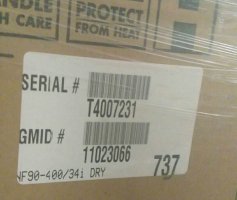 NDLE
H CARE
PROTECT
FROM HEAT
SERIAL #
T4007231
GMID #
11023066
737
NF90-400/34i DRY